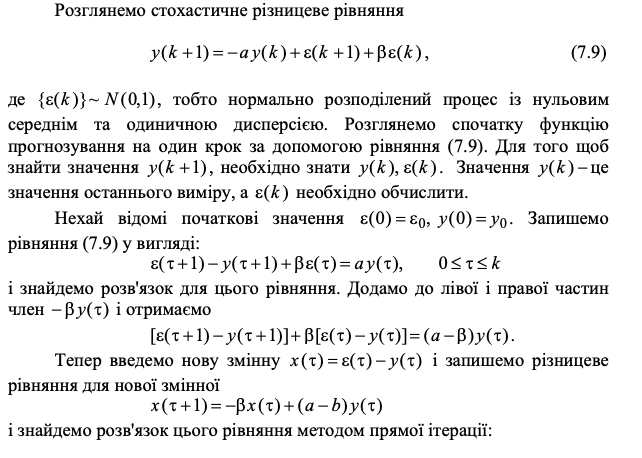 Розглянемо стохастичне різницеве рівняння
y(k +1) = −a y(k) + ε(k +1) + βε(k), (7.9)
де {ε(k)} ~ N(0,1), тобто нормально розподілений процес із нульовим
середнім та одиничною дисперсією. Розглянемо спочатку функцію
прогнозування на один крок за допомогою рівняння (7.9). Для того щоб
знайти значення y(k +1), необхідно знати y(k), ε(k). Значення y(k) − це
значення останнього виміру, а ε(k) необхідно обчислити.
Нехай відомі початкові значення ε(0) = ε₀, y(0) = y₀. Запишемо
рівняння (7.9) у вигляді:
ε(τ +1) − y(τ +1) + βε(τ) = a y(τ), 0 ≤ τ ≤ k
і знайдемо розв'язок для цього рівняння. Додамо до лівої і правої частин
член − β y(τ) і отримаємо
[ε(τ +1) − y(τ +1)] + β[ε(τ) − y(τ)] = (a − β) y(τ).
Тепер введемо нову змінну x(τ) = ε(τ) − y(τ) і запишемо різницеве
рівняння для нової змінної
x(τ +1) = −β x(τ) + (a − b) y(τ)
і знайдемо розв'язок цього рівняння методом прямої ітерації: